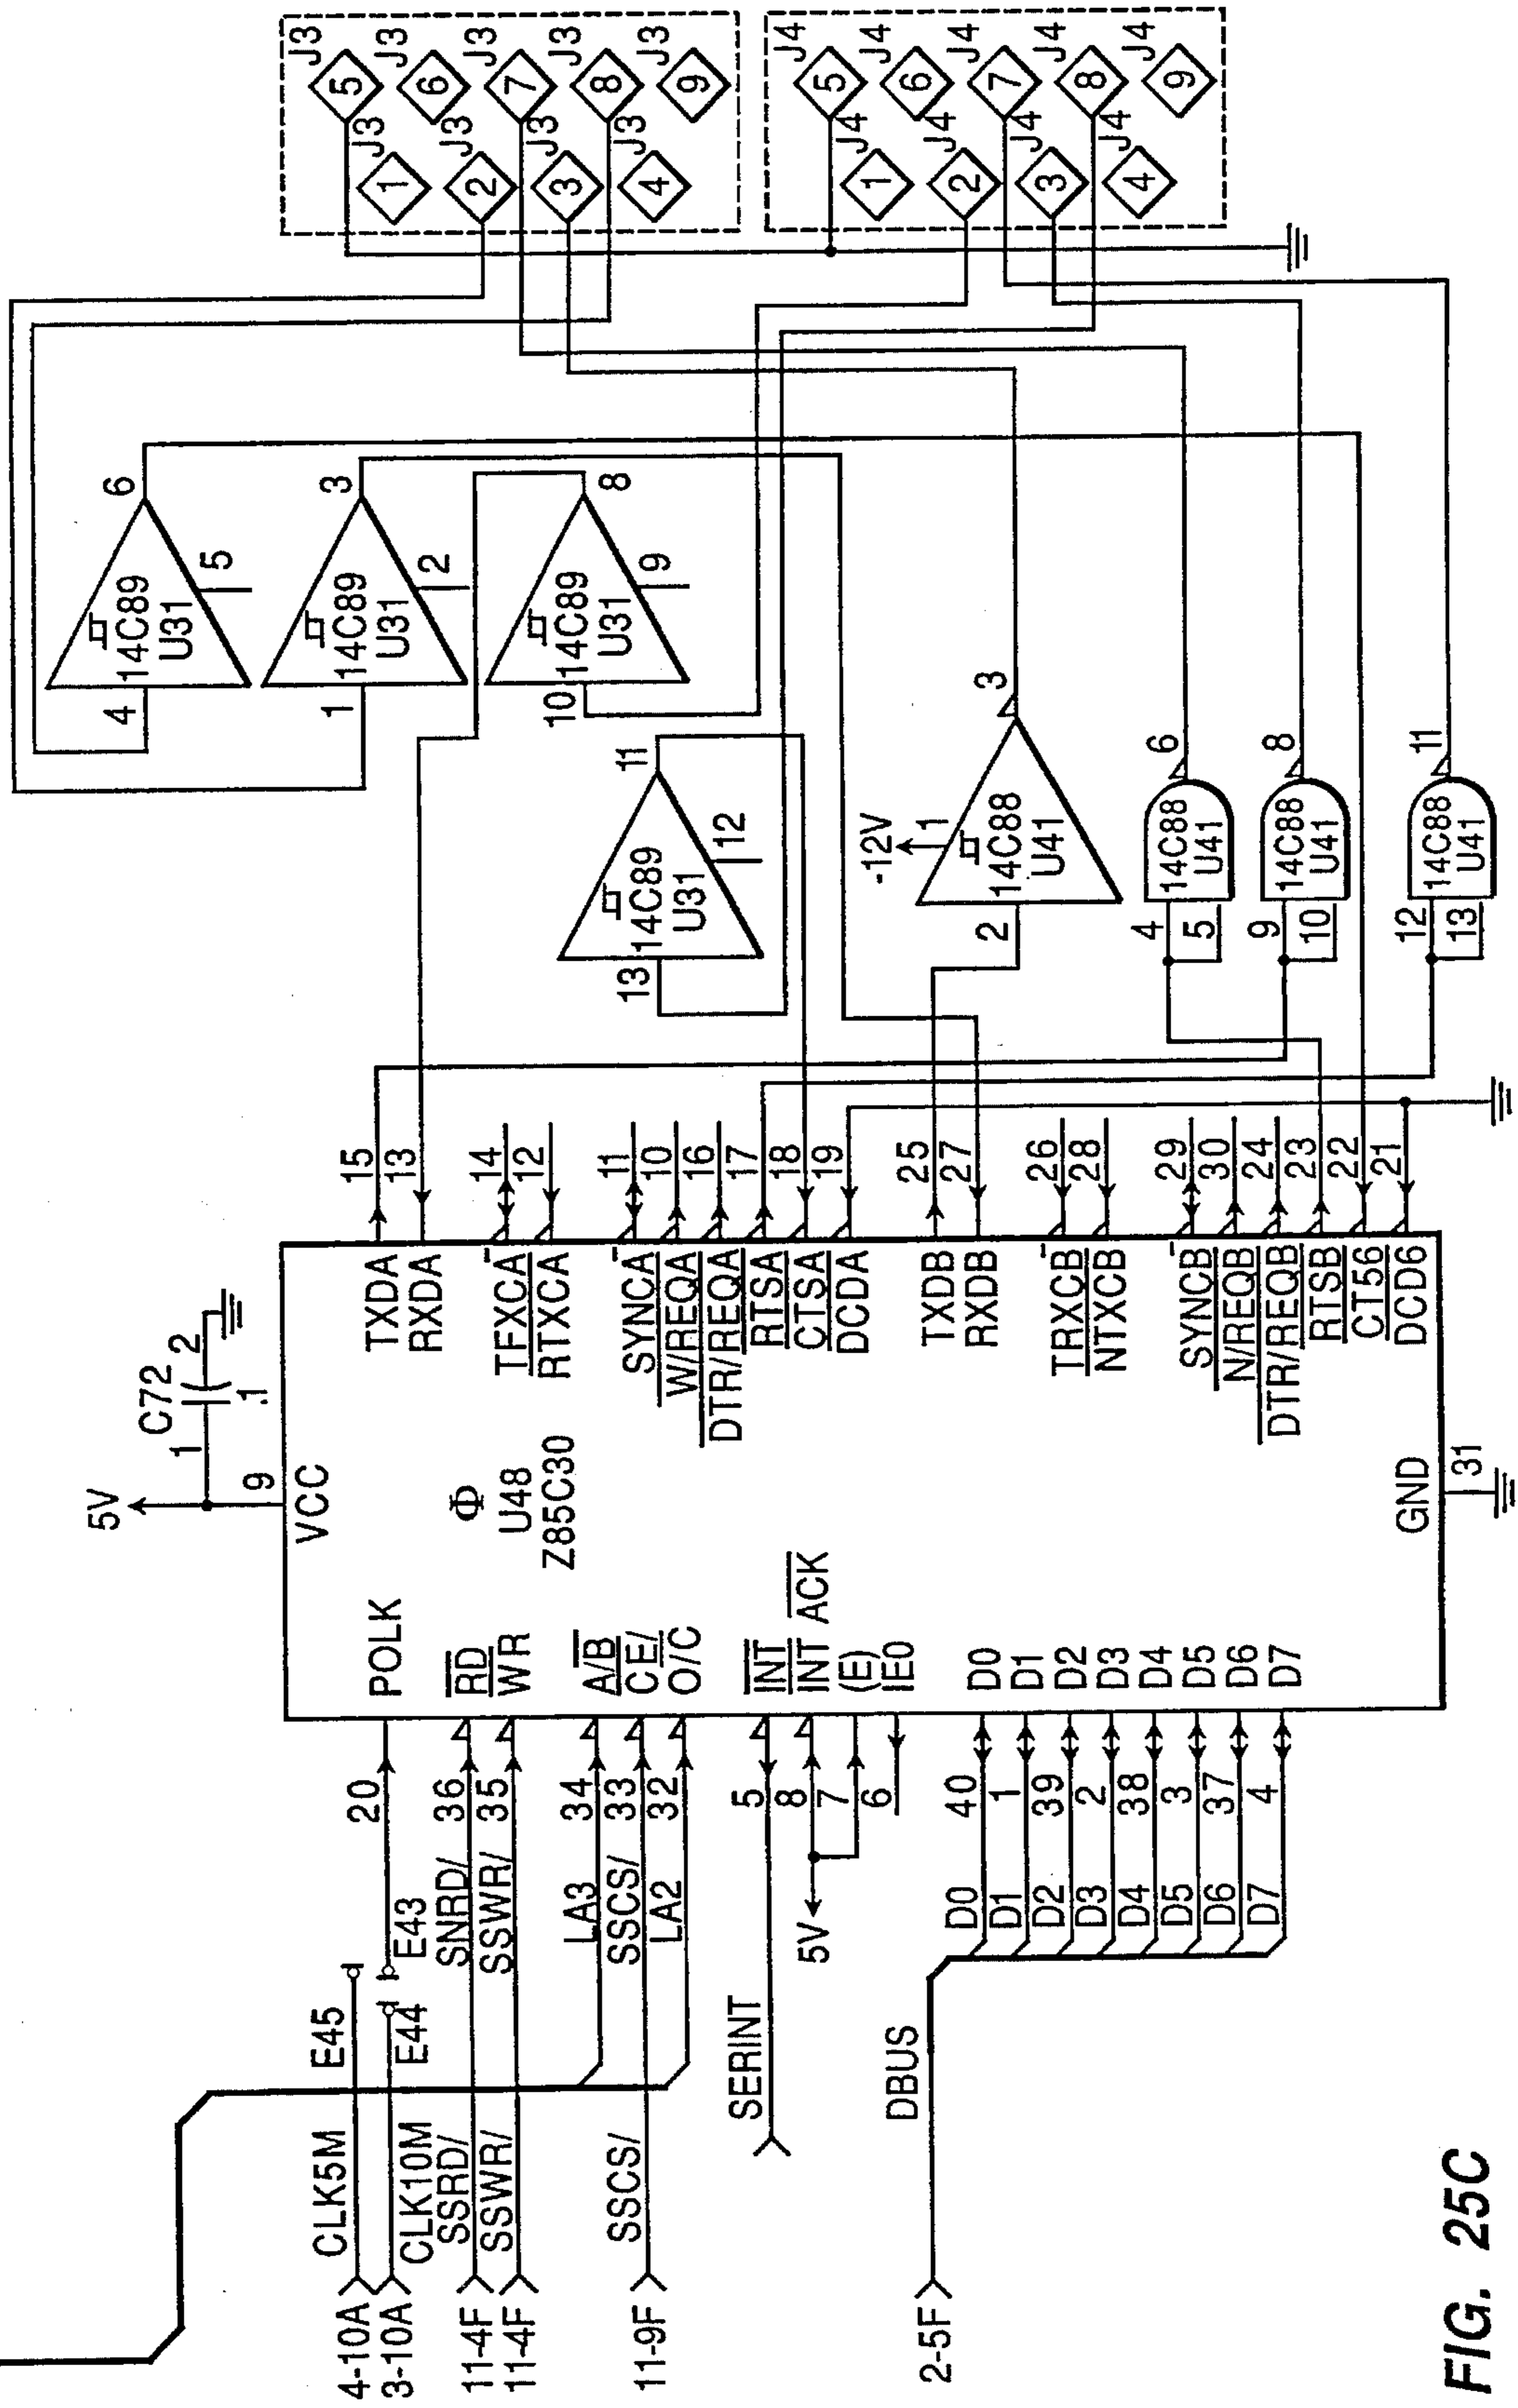 4-10A
CLK5M
E45
3-10A
CLK10M
E44
E43
20
POLK
11-4F
SSRD/
SNRD/
36
RD
11-4F
SSWR/
SSWR/
35
WR
LA3
34
A/B
11-9F
SSCS/
SSCS/
33
CE/
LA2
32
O/C
SERINT
5
INT
8
INT ACK
5V
7
(E)
6
IE0
2-5F
DBUS
D0
40
D0
D1
1
D1
D2
39
D2
D3
2
D3
D4
38
D4
D5
3
D5
D6
37
D6
D7
4
D7
5V
9
VCC
1
C72
2
.1
Φ
U48
Z85C30
GND
31
TXDA
15
RXDA
13
TFXCA
14
RTXCA
12
SYNCA
11
W/REQA
10
DTR/REQA
16
RTSA
17
CTSA
18
DCDA
19
TXDB
25
RXDB
27
TRXCB
26
NTXCB
28
SYNCB
29
N/REQB
30
DTR/REQB
24
RTSB
23
CT56
22
DCD6
21
4
14C89
U31
5
6
1
14C89
U31
2
3
10
14C89
U31
9
8
13
14C89
U31
12
11
-12V
1
2
14C88
U41
3
4
5
14C88
U41
6
9
10
14C88
U41
8
12
13
14C88
U41
11
J3
5
J3
1
J3
6
J3
2
J3
7
J3
3
J3
8
J3
4
J3
9
J4
5
J4
1
J4
6
J4
2
J4
7
J4
3
J4
8
J4
4
J4
9
FIG. 25C